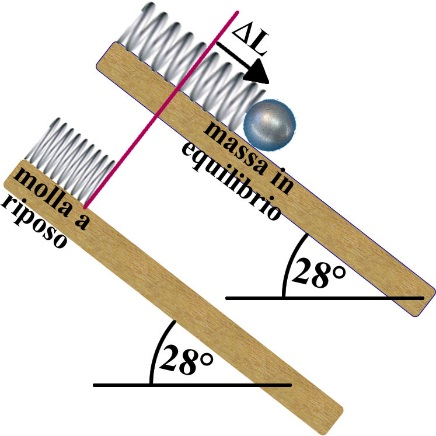 ΔL
massa in
equilibrio
28°
molla a
riposo
28°